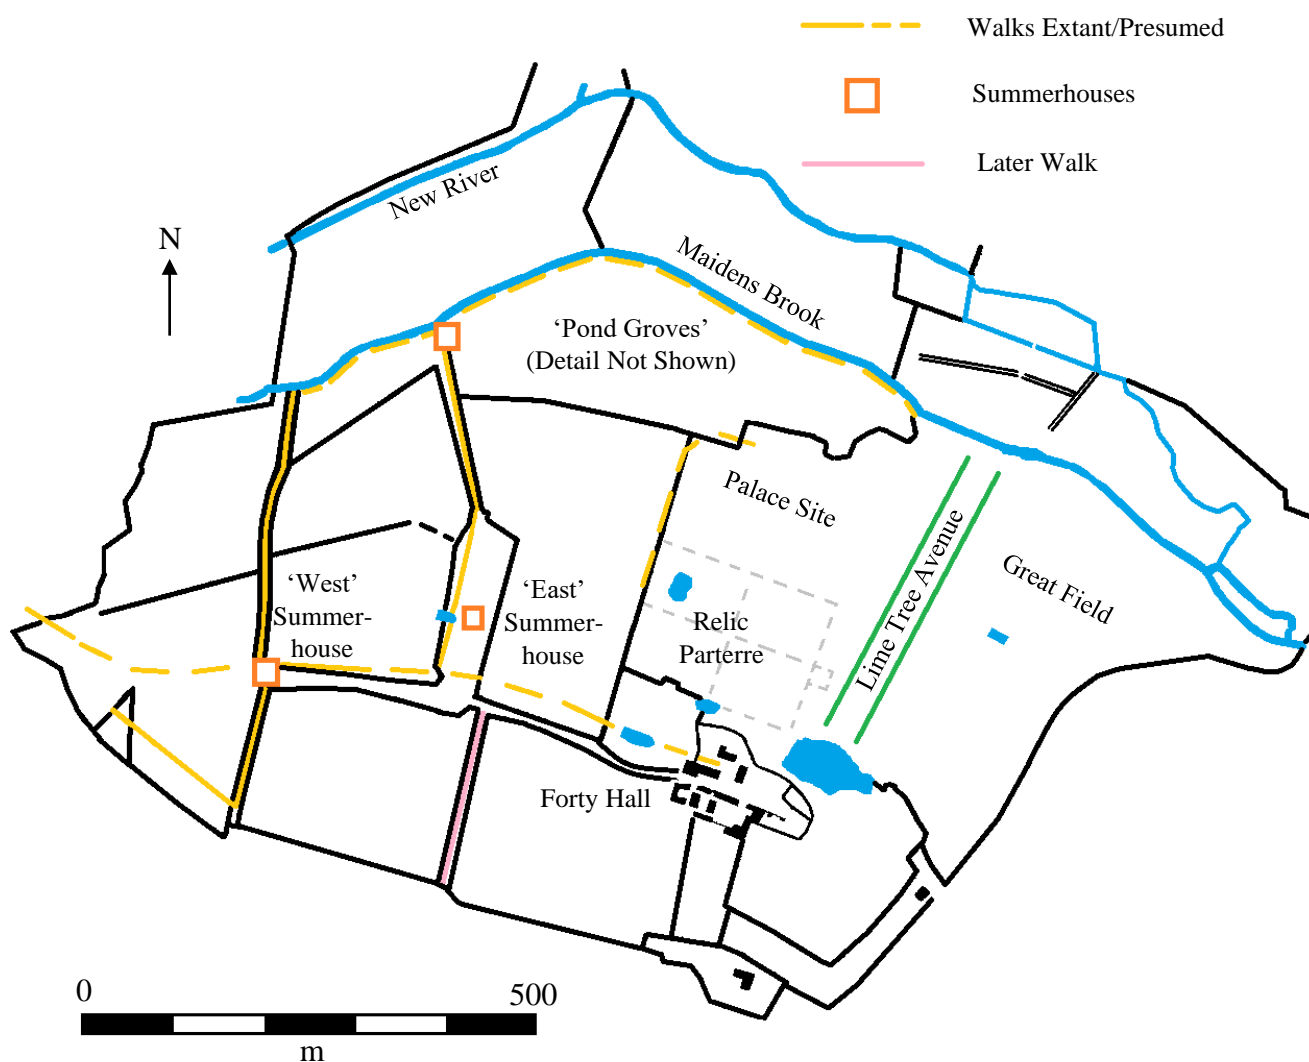 Walks Extant/Presumed
Summerhouses
Later Walk
New River
N
Maidens Brook
‘Pond Groves’
(Detail Not Shown)
Palace Site
Lime Tree Avenue
Great Field
‘West’
Summer-
house
‘East’
Summer-
house
Relic
Parterre
Forty Hall
0
500
m